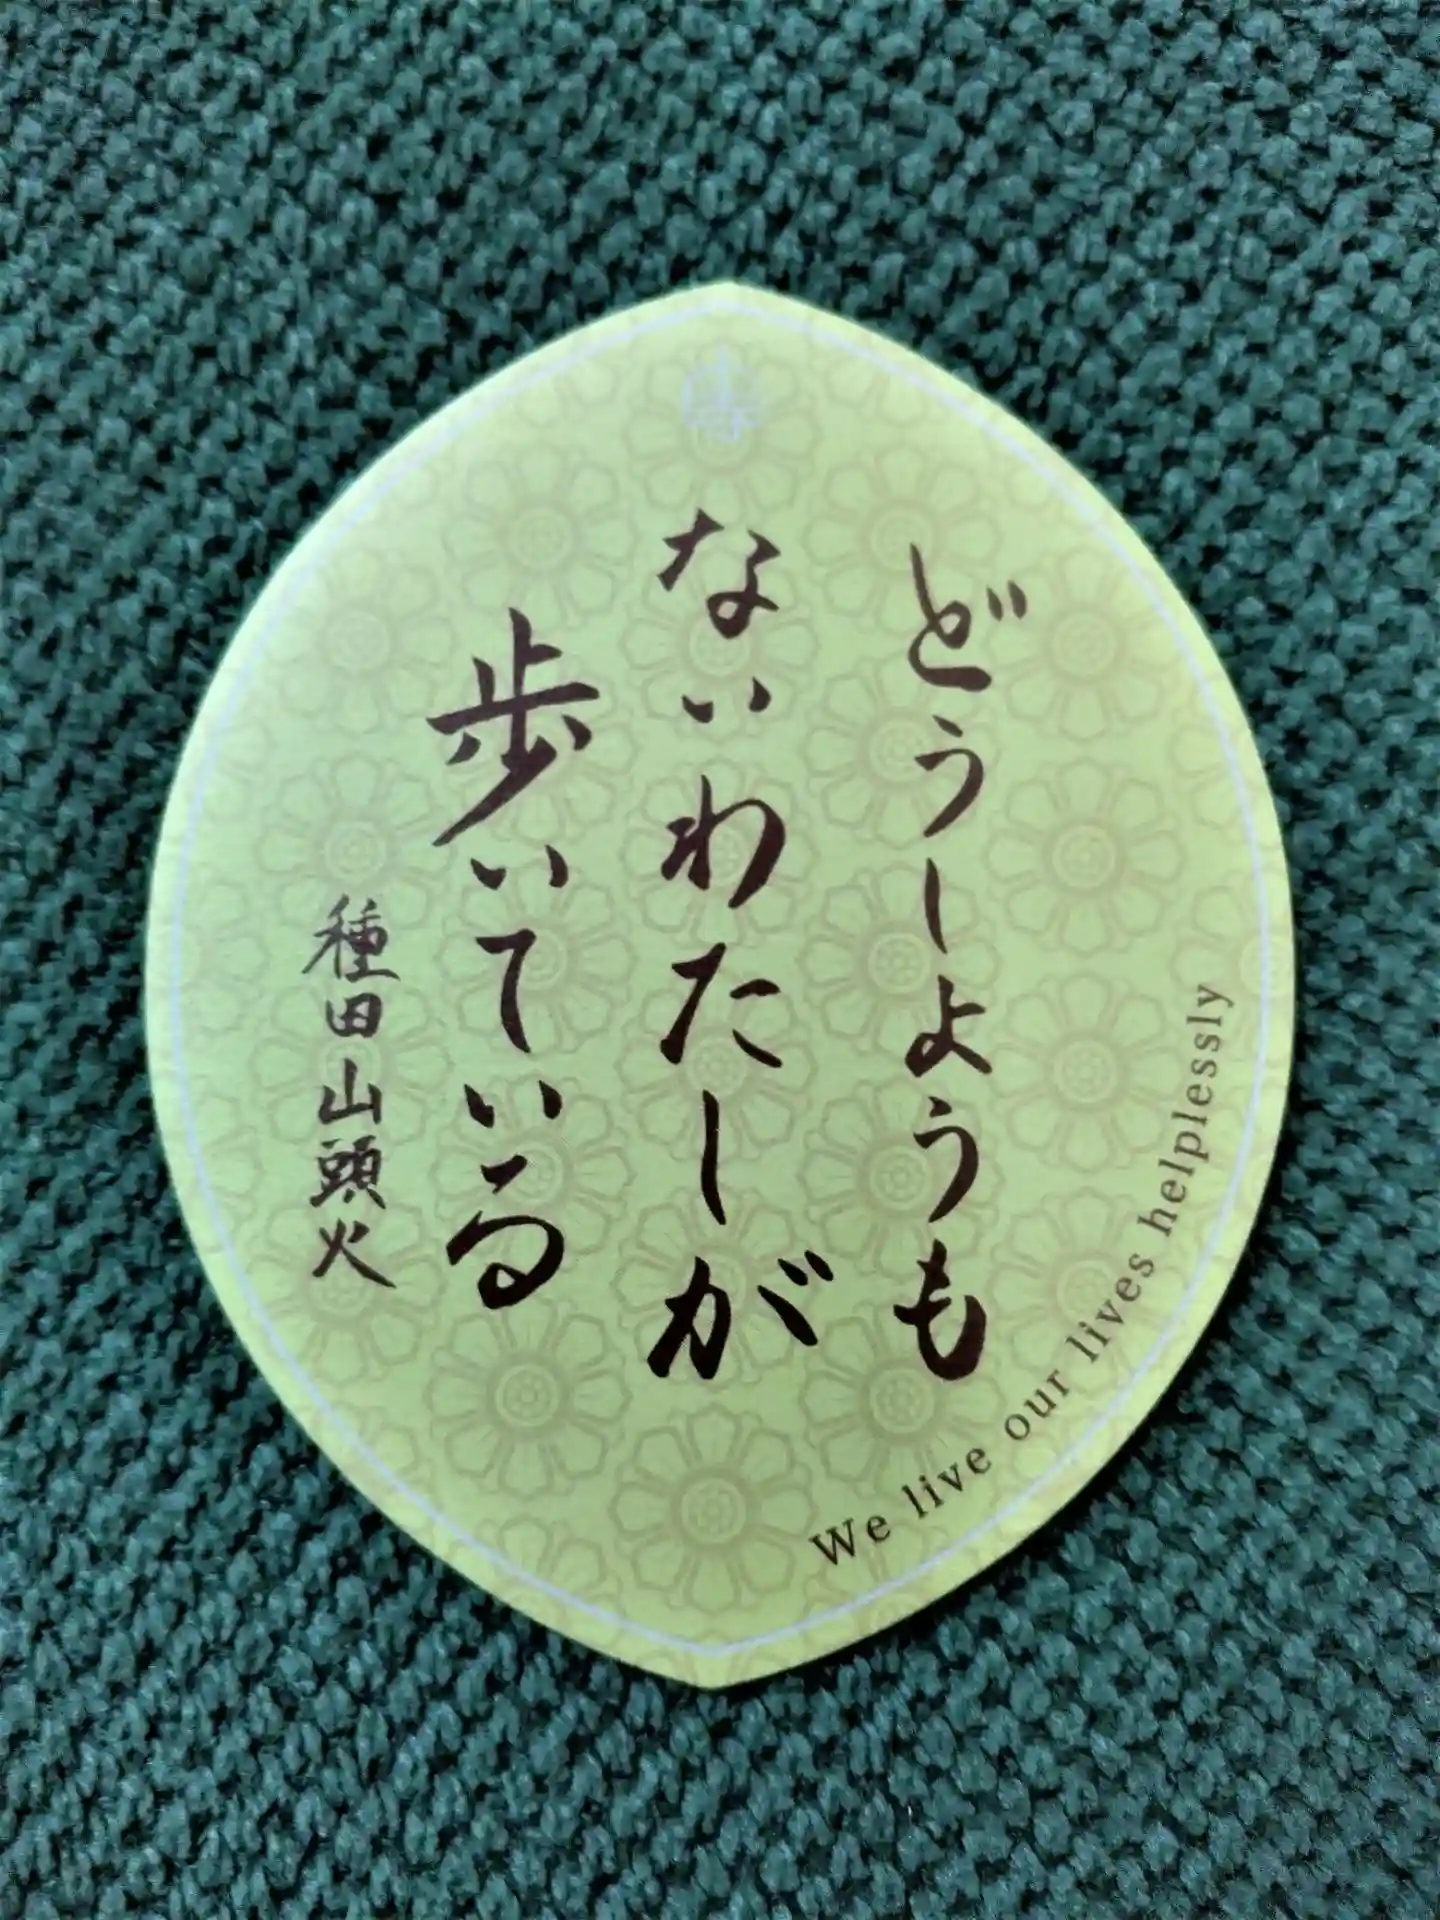 どうしようも
ないわたしが
歩いている
種田山頭火
We live our lives helplessly